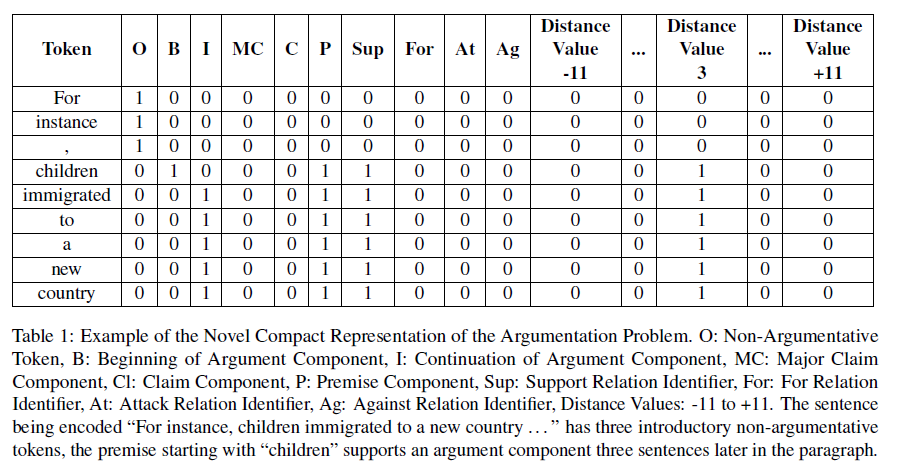 Token O B I MC C P Sup For At Ag Distance Value -11 ... Distance Value 3 ... Distance Value +11
For 1 0 0 0 0 0 0 0 0 0 0 0 0 0 0
instance 1 0 0 0 0 0 0 0 0 0 0 0 0 0 0
, 1 0 0 0 0 0 0 0 0 0 0 0 0 0 0
children 0 1 0 0 0 1 1 0 0 0 0 0 1 0 0
immigrated 0 0 1 0 0 1 1 0 0 0 0 0 1 0 0
to 0 0 1 0 0 1 1 0 0 0 0 0 1 0 0
a 0 0 1 0 0 1 1 0 0 0 0 0 1 0 0
new 0 0 1 0 0 1 1 0 0 0 0 0 1 0 0
country 0 0 1 0 0 1 1 0 0 0 0 0 1 0 0
Table 1: Example of the Novel Compact Representation of the Argumentation Problem. O: Non-Argumentative
Token, B: Beginning of Argument Component, I: Continuation of Argument Component, MC: Major Claim
Component, Cl: Claim Component, P: Premise Component, Sup: Support Relation Identifier, For: For Relation
Identifier, At: Attack Relation Identifier, Ag: Against Relation Identifier, Distance Values: -11 to +11. The sentence
being encoded “For instance, children immigrated to a new country ...” has three introductory non-argumentative
tokens, the premise starting with “children” supports an argument component three sentences later in the paragraph.